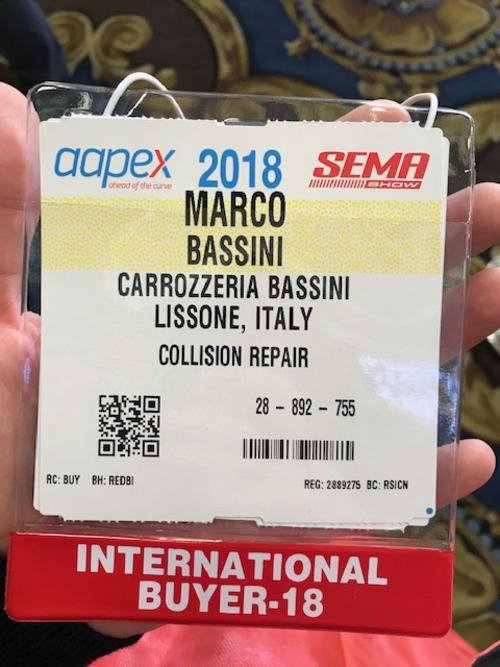 aapex
ahead of the curve
2018
SEMA
SHOW
MARCO
BASSINI
CARROZZERIA BASSINI
LISSONE, ITALY
COLLISION REPAIR
28 - 892 - 755
RC: BUY BH: REDBI
REG: 2889275 BC: RSICN
INTERNATIONAL
BUYER-18